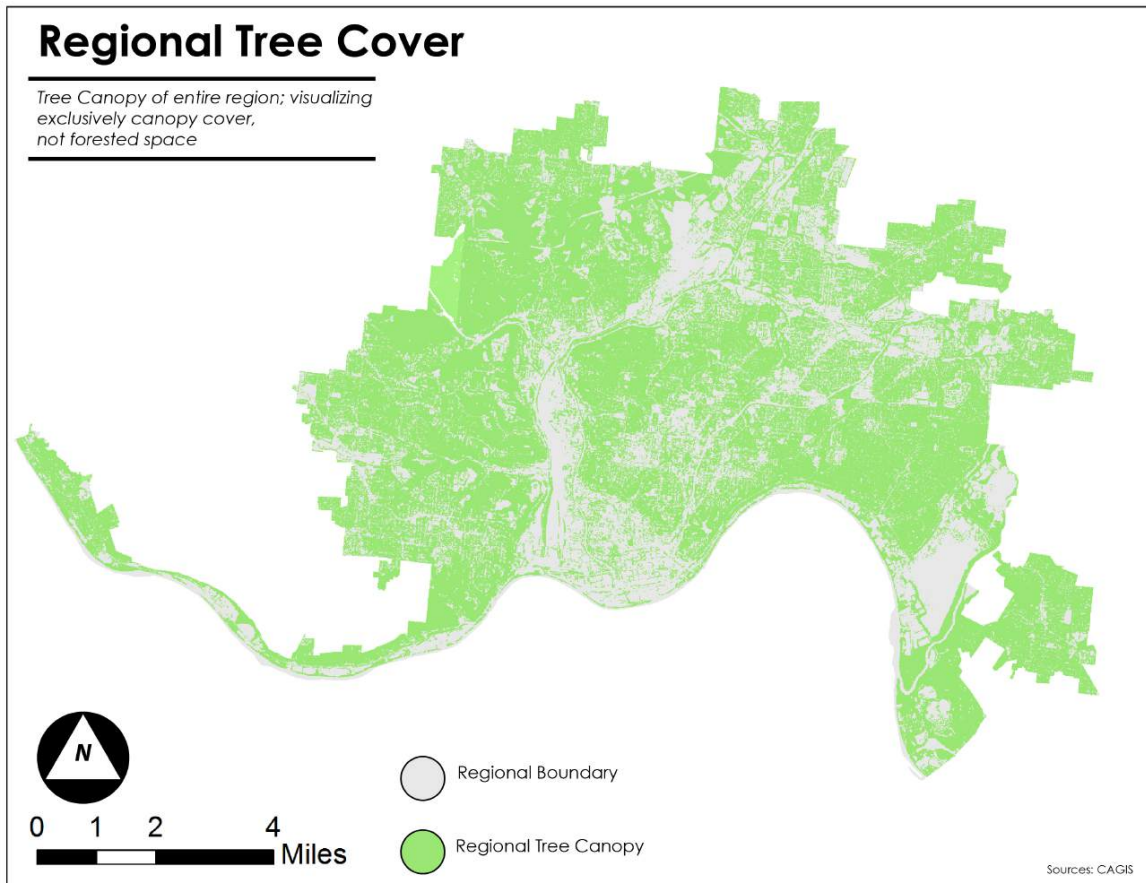 Regional Tree Cover
Tree Canopy of entire region; visualizing
exclusively canopy cover,
not forested space
N
0 1 2 4
Miles
Regional Boundary
Regional Tree Canopy
Sources: CAGIS